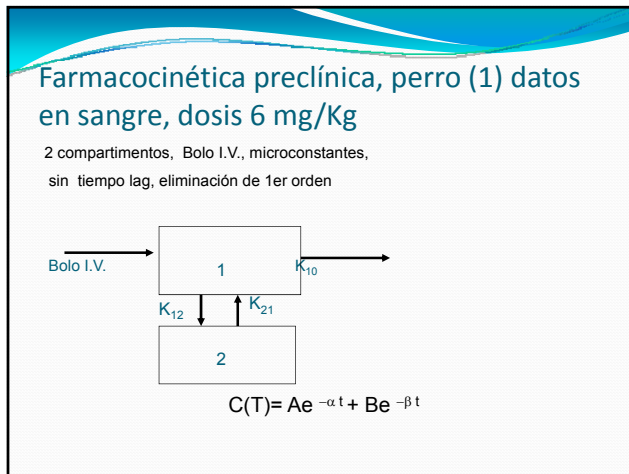 Farmacocinética preclínica, perro (1) datos
en sangre, dosis 6 mg/Kg
2 compartimentos, Bolo I.V., microconstantes,
sin tiempo lag, eliminación de 1er orden
Bolo I.V.
1
K₁₀
K₁₂
K₂₁
2
C(T)= Ae ⁻ᵅ ᵗ + Be ⁻ᵝ ᵗ